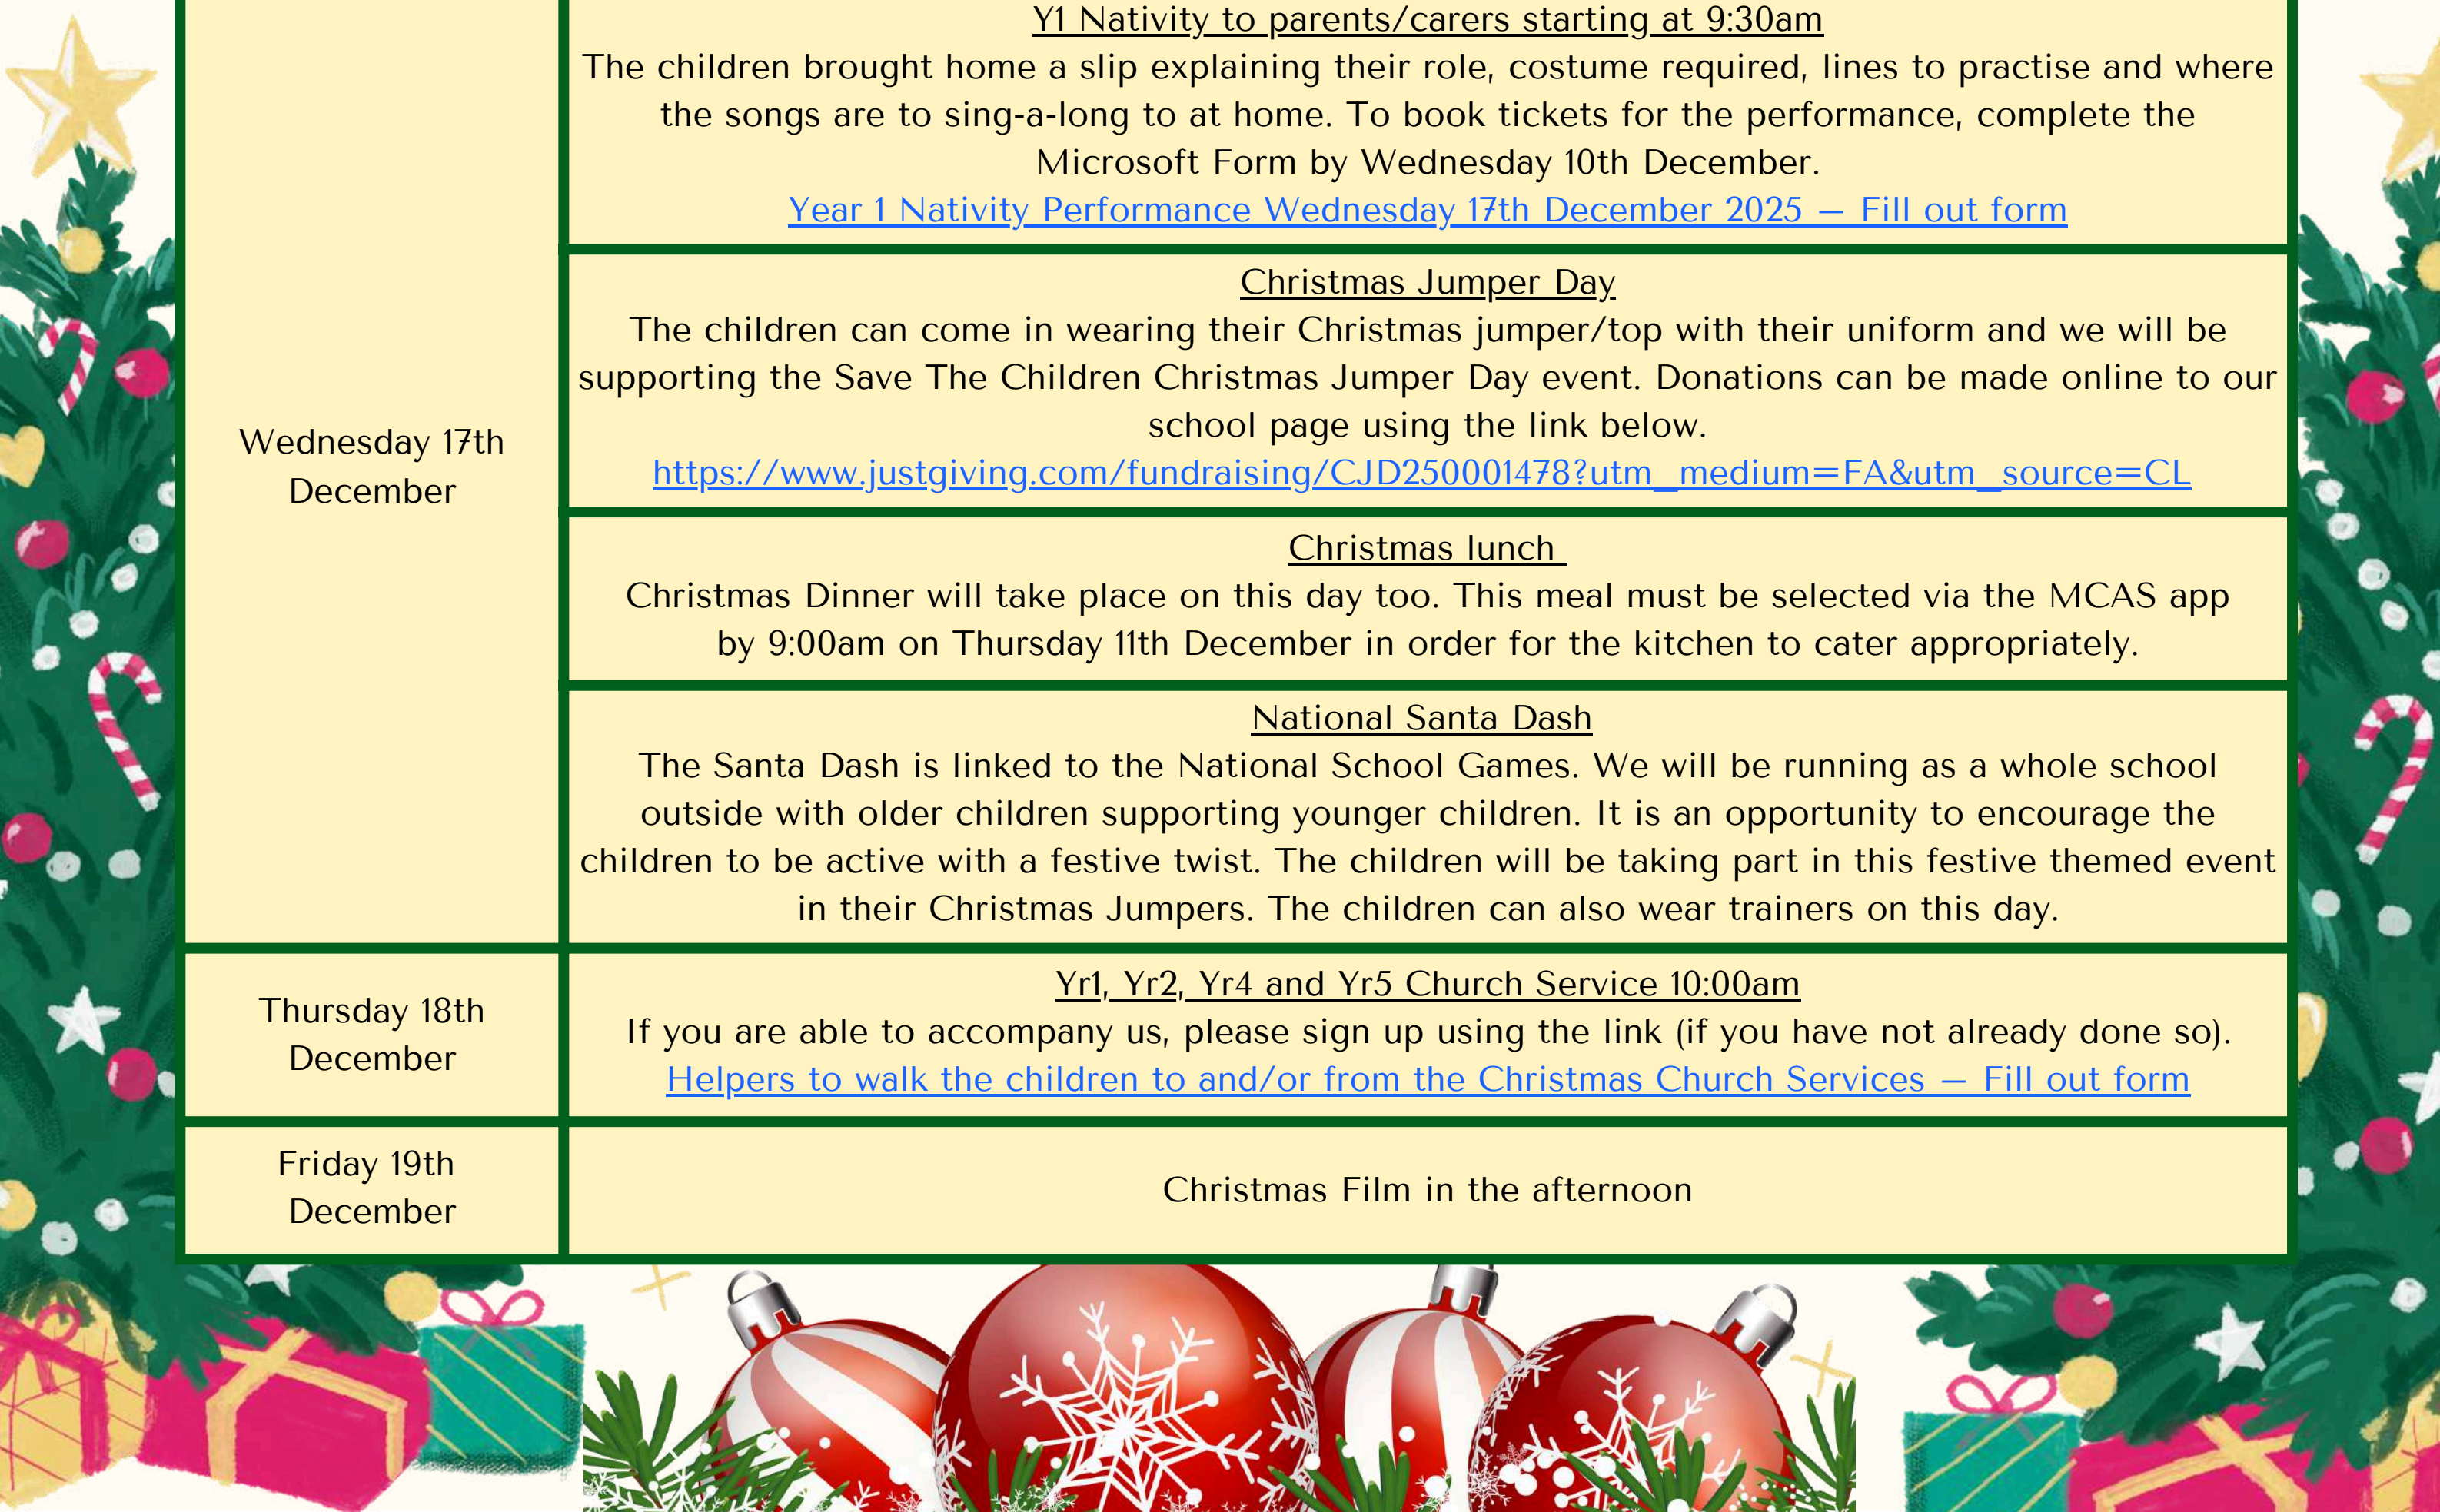 Y1 Nativity to parents/carers starting at 9:30am
The children brought home a slip explaining their role, costume required, lines to practise and where
the songs are to sing-a-long to at home. To book tickets for the performance, complete the
Microsoft Form by Wednesday 10th December.
Year 1 Nativity Performance Wednesday 17th December 2025 – Fill out form
Wednesday 17th
December
Christmas Jumper Day
The children can come in wearing their Christmas jumper/top with their uniform and we will be
supporting the Save The Children Christmas Jumper Day event. Donations can be made online to our
school page using the link below.
https://www.justgiving.com/fundraising/CJD250001478?utm_medium=FA&utm_source=CL
Christmas lunch
Christmas Dinner will take place on this day too. This meal must be selected via the MCAS app
by 9:00am on Thursday 11th December in order for the kitchen to cater appropriately.
National Santa Dash
The Santa Dash is linked to the National School Games. We will be running as a whole school
outside with older children supporting younger children. It is an opportunity to encourage the
children to be active with a festive twist. The children will be taking part in this festive themed event
in their Christmas Jumpers. The children can also wear trainers on this day.
Thursday 18th
December
Yr1, Yr2, Yr4 and Yr5 Church Service 10:00am
If you are able to accompany us, please sign up using the link (if you have not already done so).
Helpers to walk the children to and/or from the Christmas Church Services – Fill out form
Friday 19th
December
Christmas Film in the afternoon